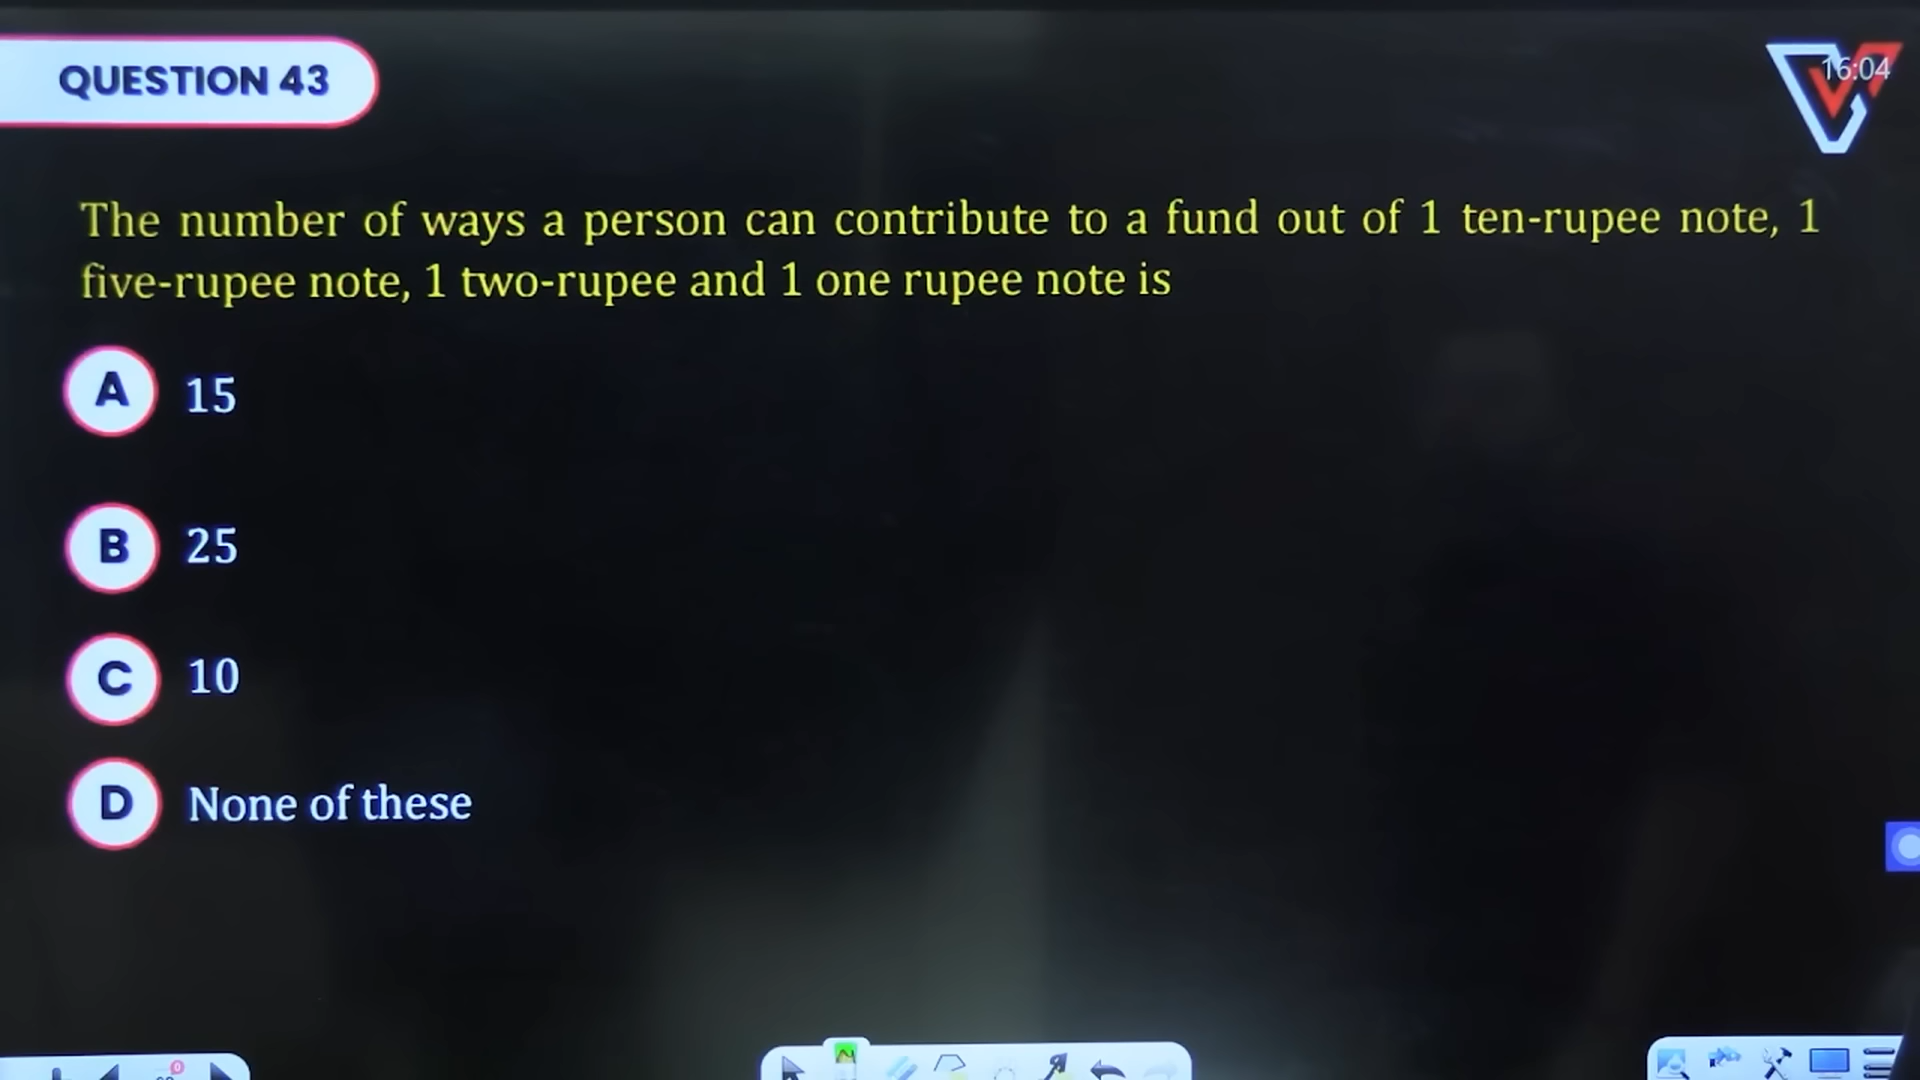 QUESTION 43
16:04
The number of ways a person can contribute to a fund out of 1 ten-rupee note, 1
five-rupee note, 1 two-rupee and 1 one rupee note is
A 15
B 25
C 10
D None of these
0